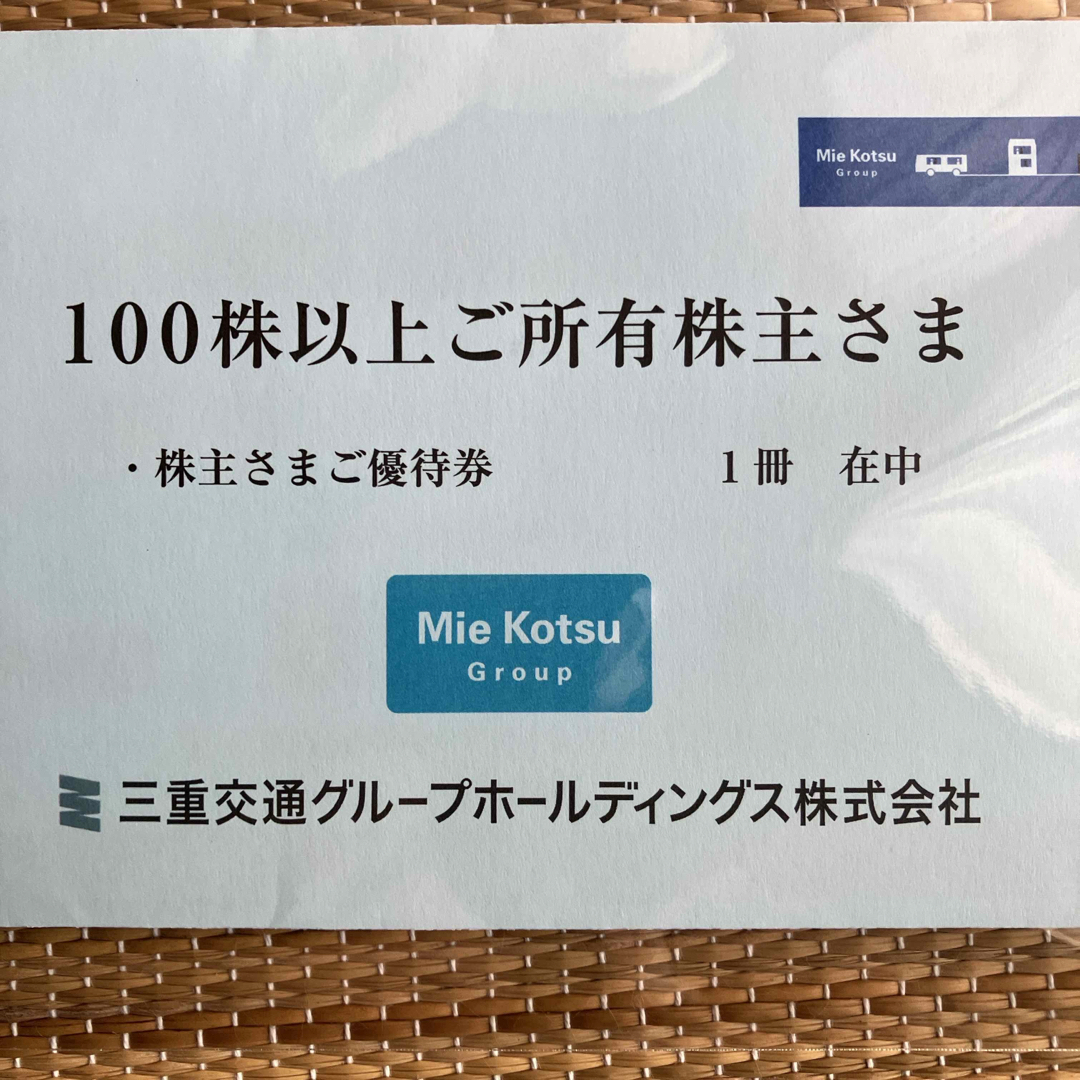 Mie Kotsu
Group
100株以上ご所有株主さま
・株主さまご優待券　1冊　在中
Mie Kotsu
Group
三重交通グループホールディングス株式会社